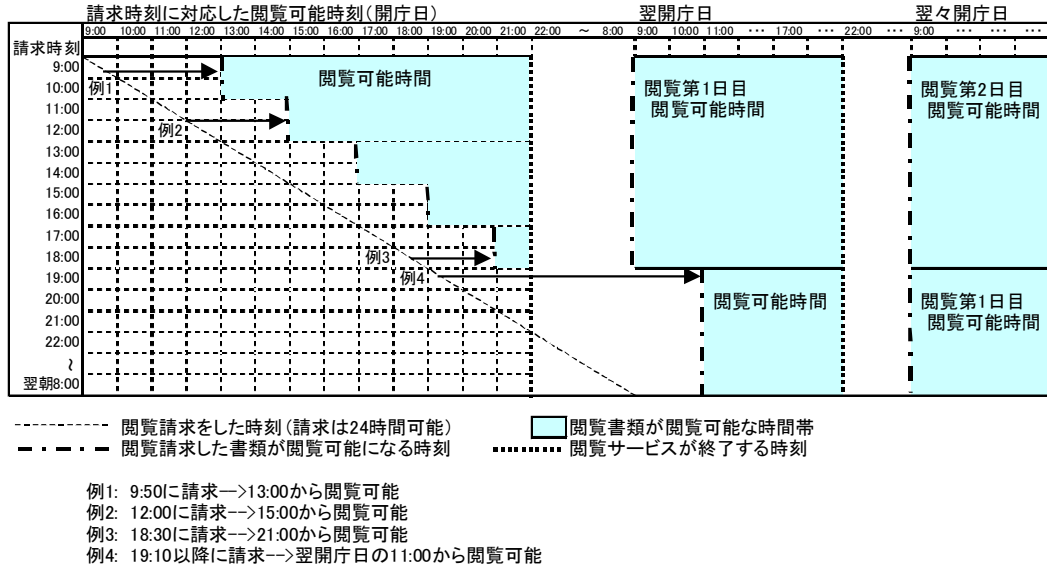 請求時刻に対応した閲覧可能時刻(開庁日)
翌開庁日
翌々開庁日
9:00 10:00 11:00 12:00 13:00 14:00 15:00 16:00 17:00 18:00 19:00 20:00 21:00 22:00 ～ 8:00 9:00 10:00 11:00 ･･･ 17:00 ･･･ 22:00 ･･･ 9:00 ･･･ ･･･ ･･･
請求時刻
9:00
10:00
11:00
12:00
13:00
14:00
15:00
16:00
17:00
18:00
19:00
20:00
21:00
22:00
～
翌朝8:00
例1
例2
例3
例4
閲覧可能時間
閲覧第1日目
閲覧可能時間
閲覧第2日目
閲覧可能時間
閲覧可能時間
閲覧第1日目
閲覧可能時間
閲覧請求をした時刻(請求は24時間可能)
閲覧書類が閲覧可能な時間帯
閲覧請求した書類が閲覧可能になる時刻
閲覧サービスが終了する時刻
例1: 9:50に請求-->13:00から閲覧可能
例2: 12:00に請求-->15:00から閲覧可能
例3: 18:30に請求-->21:00から閲覧可能
例4: 19:10以降に請求-->翌開庁日の11:00から閲覧可能